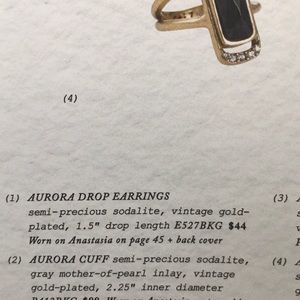 (4)
(1) AURORA DROP EARRINGS (3)
semi-precious sodalite, vintage gold-
plated, 1.5" drop length E527BKG $44
Worn on Anastasia on page 45 + back cover
(2) AURORA CUFF semi-precious sodalite, (4)
gray mother-of-pearl inlay, vintage
gold-plated, 2.25" inner diameter